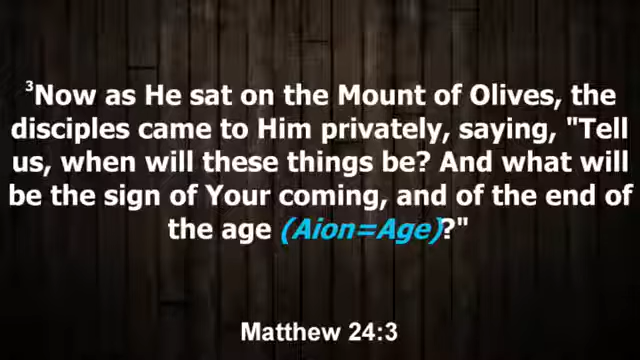 ³Now as He sat on the Mount of Olives, the
disciples came to Him privately, saying, "Tell
us, when will these things be? And what will
be the sign of Your coming, and of the end of
the age (Aion=Age)?"
Matthew 24:3